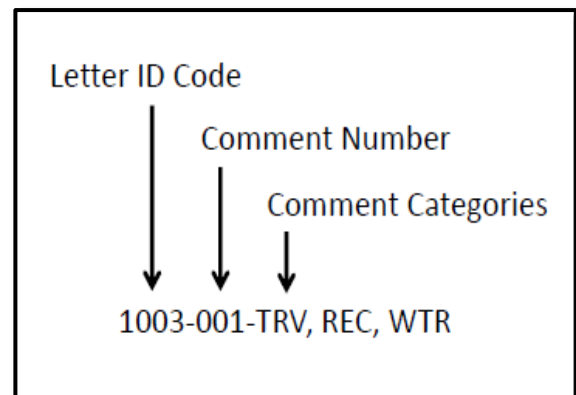 Letter ID Code
Comment Number
Comment Categories
1003-001-TRV, REC, WTR